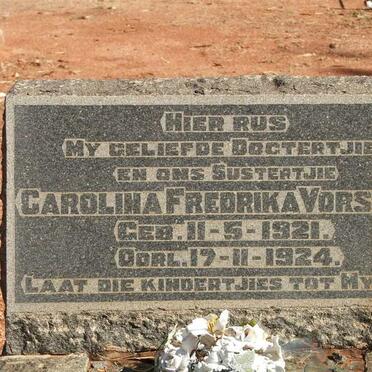 HIER RUS
MY GELIEFDE DOGTERTJIE
EN ONS SUSTERTJIE
CAROLINA FREDRIKA VORS
GEB. 11-5-1921.
OORL. 17-11-1924.
LAAT DIE KINDERTJIES TOT MY